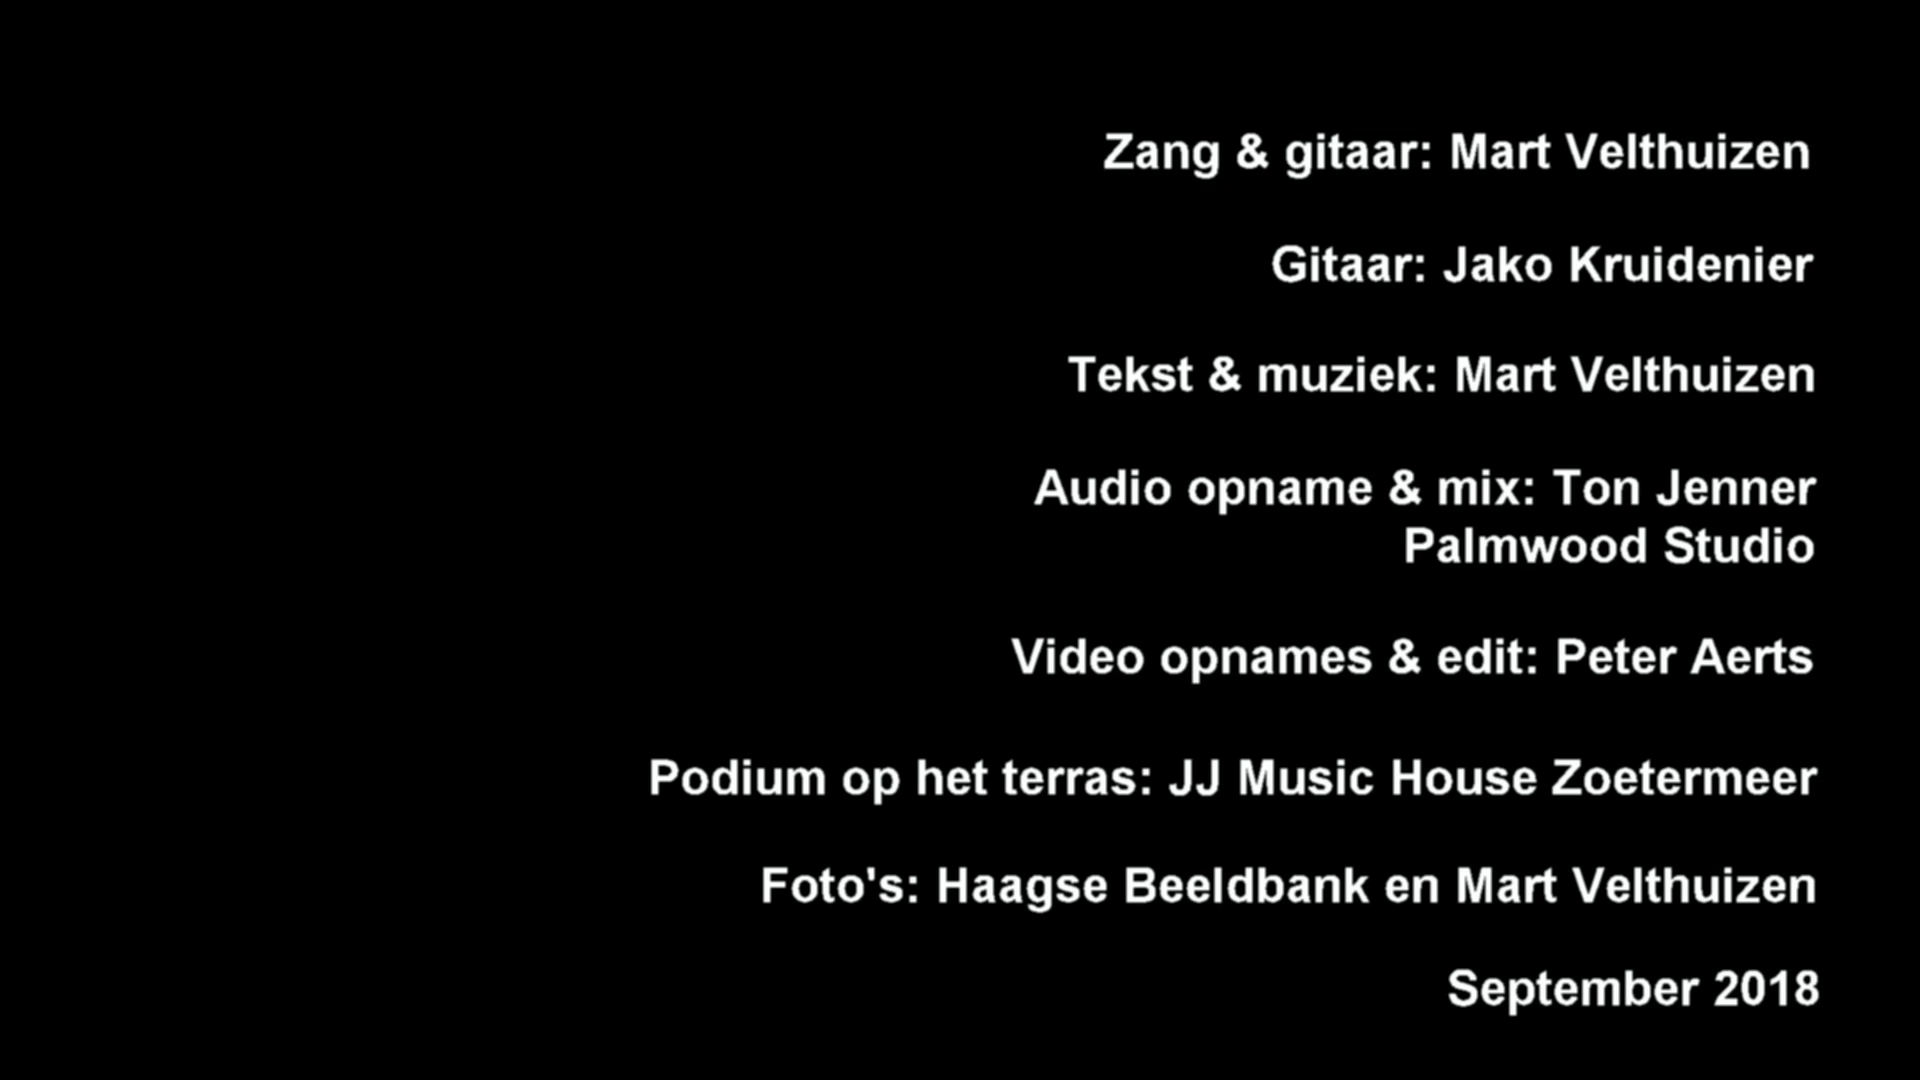 Zang & gitaar: Mart Velthuizen
Gitaar: Jako Kruidenier
Tekst & muziek: Mart Velthuizen
Audio opname & mix: Ton Jenner
Palmwood Studio
Video opnames & edit: Peter Aerts
Podium op het terras: JJ Music House Zoetermeer
Foto's: Haagse Beeldbank en Mart Velthuizen
September 2018